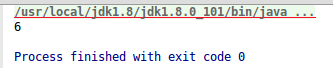 /usr/local/jdk1.8/jdk1.8.0_101/bin/java ...
6
Process finished with exit code 0